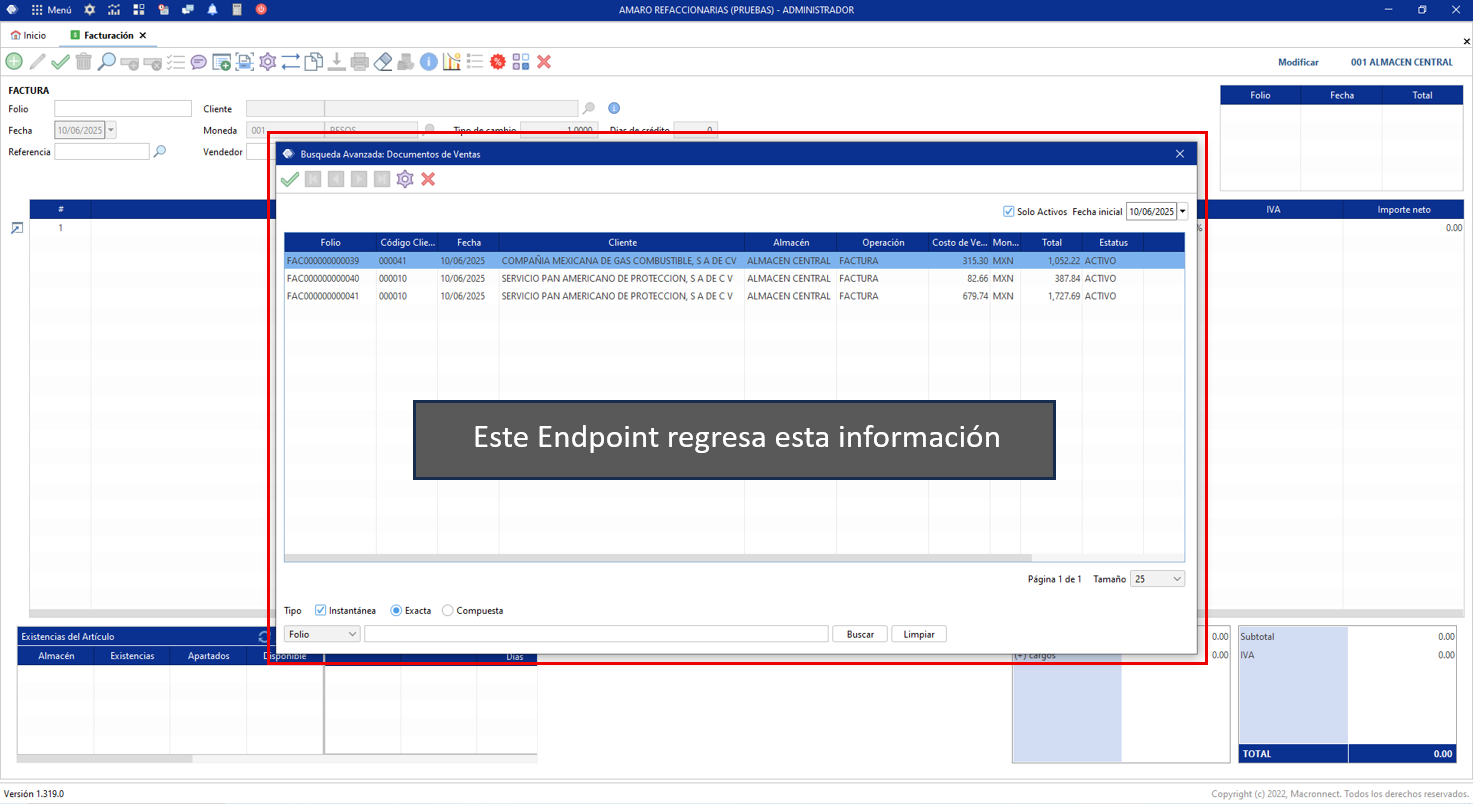 Menú
AMARO REFACCIONARIAS (PRUEBAS) - ADMINISTRADOR
Inicio
Facturación
Modificar
001 ALMACEN CENTRAL
FACTURA
Folio
Cliente
Fecha
10/06/2025
Moneda
001
PESOS
Tipo de cambio
1.0000
Dias de crédito
0
Referencia
Vendedor
Folio Fecha Total
Busqueda Avanzada: Documentos de Ventas
Solo Activos Fecha inicial 10/06/2025
Folio Código Clie... Fecha Cliente Almacén Operación Costo de Ve... Mon... Total Estatus
FAC000000000039 000041 10/06/2025 COMPAÑIA MEXICANA DE GAS COMBUSTIBLE, S A DE CV ALMACEN CENTRAL FACTURA 315.30 MXN 1,052.22 ACTIVO
FAC000000000040 000010 10/06/2025 SERVICIO PAN AMERICANO DE PROTECCION, S A DE C V ALMACEN CENTRAL FACTURA 82.66 MXN 387.84 ACTIVO
FAC000000000041 000010 10/06/2025 SERVICIO PAN AMERICANO DE PROTECCION, S A DE C V ALMACEN CENTRAL FACTURA 679.74 MXN 1,727.69 ACTIVO
# IVA Importe neto
1 % 0.00
Este Endpoint regresa esta información
Página 1 de 1 Tamaño 25
Tipo Instantánea Exacta Compuesta
Folio Buscar Limpiar
Existencias del Artículo
Almacén Existencias Apartados Disponible Días
0.00
(+) cargos 0.00
Subtotal 0.00
IVA 0.00
TOTAL 0.00
Versión 1.319.0
Copyright (c) 2022, Macronnect. Todos los derechos reservados.